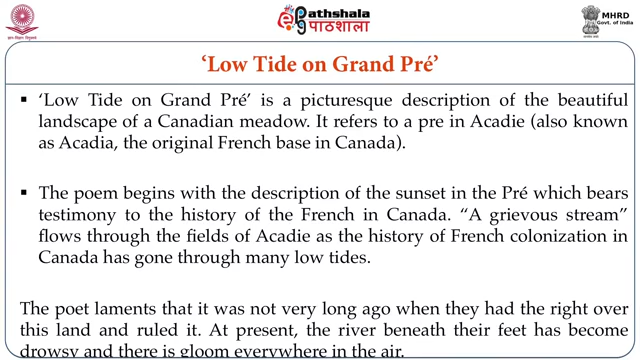 ePathshala
पाठशाला
MHRD
Govt. of India
‘Low Tide on Grand Pré’
▪ ‘Low Tide on Grand Pré’ is a picturesque description of the beautiful
landscape of a Canadian meadow. It refers to a pre in Acadie (also known
as Acadia, the original French base in Canada).
▪ The poem begins with the description of the sunset in the Pré which bears
testimony to the history of the French in Canada. “A grievous stream”
flows through the fields of Acadie as the history of French colonization in
Canada has gone through many low tides.
The poet laments that it was not very long ago when they had the right over
this land and ruled it. At present, the river beneath their feet has become
drowsy and there is gloom everywhere in the air.